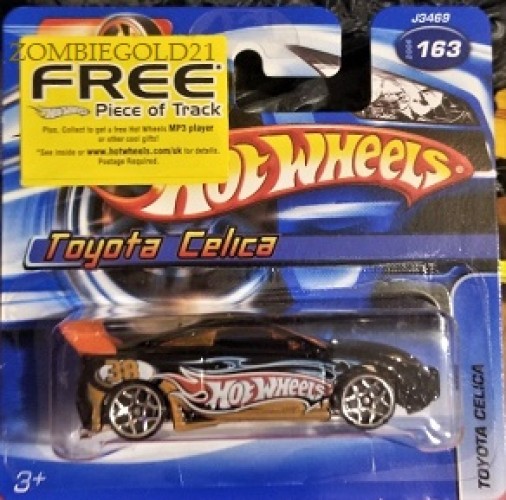 ZOMBIEGOLD21
FREE*
Piece of Track
Plus, Collect to get a free Hot Wheels MP3 player
or other cool gifts!
*See inside or www.hotwheels.com/uk for details.
Postage Required.
J3469
2006
163
HOT WHEELS
Toyota Celica
38
HOT WHEELS
TOYOTA CELICA
3+